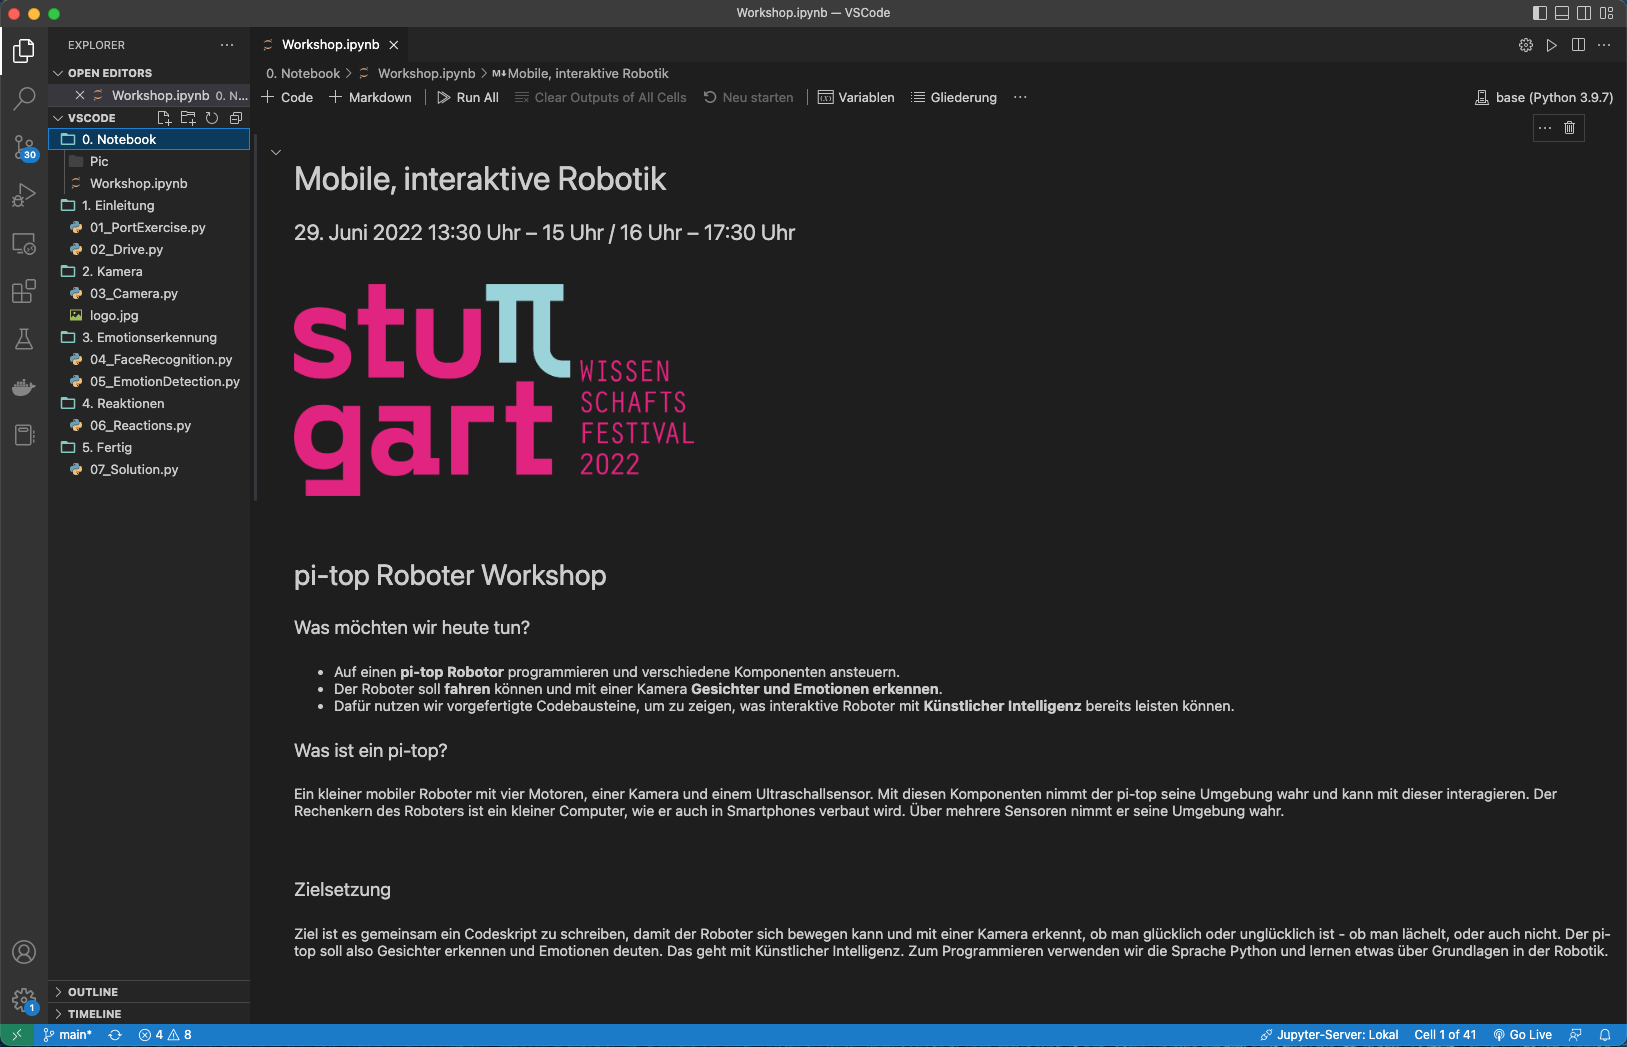 Workshop.ipynb — VSCode
EXPLORER
Workshop.ipynb
OPEN EDITORS
Workshop.ipynb 0. N...
VSCODE
0. Notebook
Pic
Workshop.ipynb
1. Einleitung
01_PortExercise.py
02_Drive.py
2. Kamera
03_Camera.py
logo.jpg
3. Emotionserkennung
04_FaceRecognition.py
05_EmotionDetection.py
4. Reaktionen
06_Reactions.py
5. Fertig
07_Solution.py
OUTLINE
TIMELINE
30
1
0. Notebook > Workshop.ipynb > M↓Mobile, interaktive Robotik
+ Code + Markdown Run All Clear Outputs of All Cells Neu starten Variablen Gliederung ... base (Python 3.9.7)
Mobile, interaktive Robotik
29. Juni 2022 13:30 Uhr – 15 Uhr / 16 Uhr – 17:30 Uhr
stuπ
gart
WISSEN
SCHAFTS
FESTIVAL
2022
pi-top Roboter Workshop
Was möchten wir heute tun?
• Auf einen pi-top Robotor programmieren und verschiedene Komponenten ansteuern.
• Der Roboter soll fahren können und mit einer Kamera Gesichter und Emotionen erkennen.
• Dafür nutzen wir vorgefertigte Codebausteine, um zu zeigen, was interaktive Roboter mit Künstlicher Intelligenz bereits leisten können.
Was ist ein pi-top?
Ein kleiner mobiler Roboter mit vier Motoren, einer Kamera und einem Ultraschallsensor. Mit diesen Komponenten nimmt der pi-top seine Umgebung wahr und kann mit dieser interagieren. Der
Rechenkern des Roboters ist ein kleiner Computer, wie er auch in Smartphones verbaut wird. Über mehrere Sensoren nimmt er seine Umgebung wahr.
Zielsetzung
Ziel ist es gemeinsam ein Codeskript zu schreiben, damit der Roboter sich bewegen kann und mit einer Kamera erkennt, ob man glücklich oder unglücklich ist - ob man lächelt, oder auch nicht. Der pi-
top soll also Gesichter erkennen und Emotionen deuten. Das geht mit Künstlicher Intelligenz. Zum Programmieren verwenden wir die Sprache Python und lernen etwas über Grundlagen in der Robotik.
main* 4 8 Jupyter-Server: Lokal Cell 1 of 41 Go Live